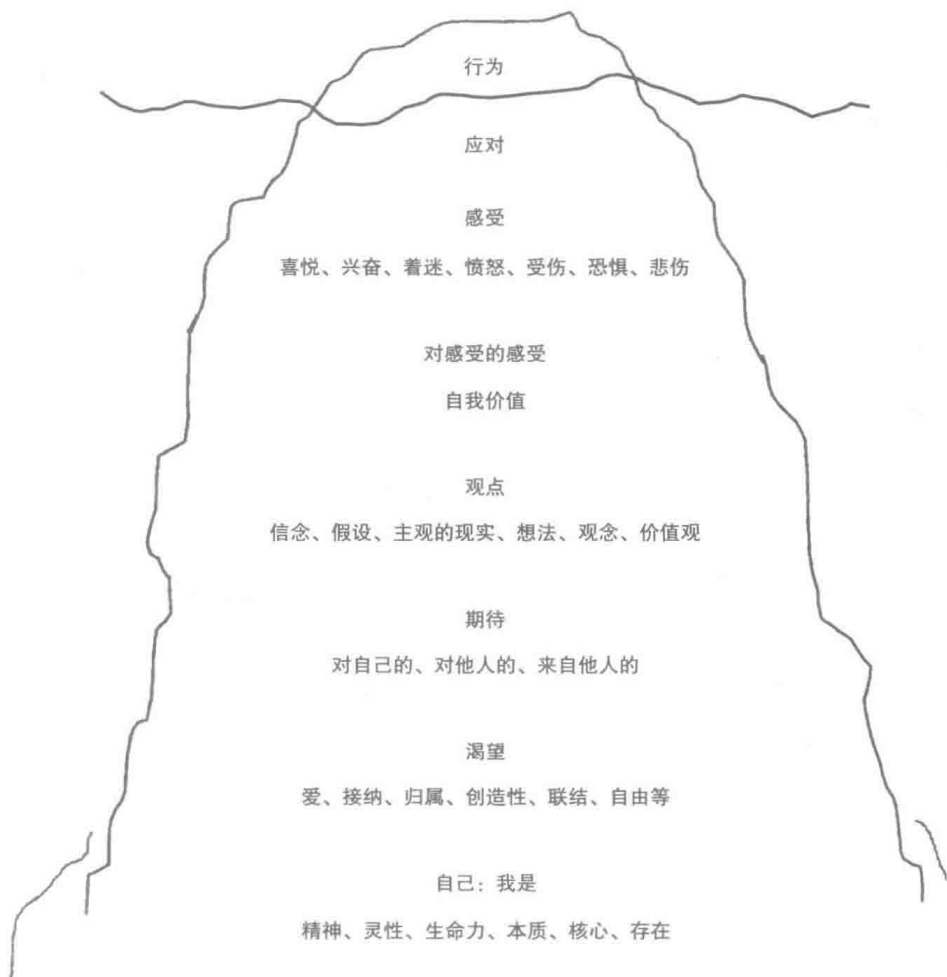 行为
应对
感受
喜悦、兴奋、着迷、愤怒、受伤、恐惧、悲伤
对感受的感受
自我价值
观点
信念、假设、主观的现实、想法、观念、价值观
期待
对自己的、对他人的、来自他人的
渴望
爱、接纳、归属、创造性、联结、自由等
自己：我是
精神、灵性、生命力、本质、核心、存在